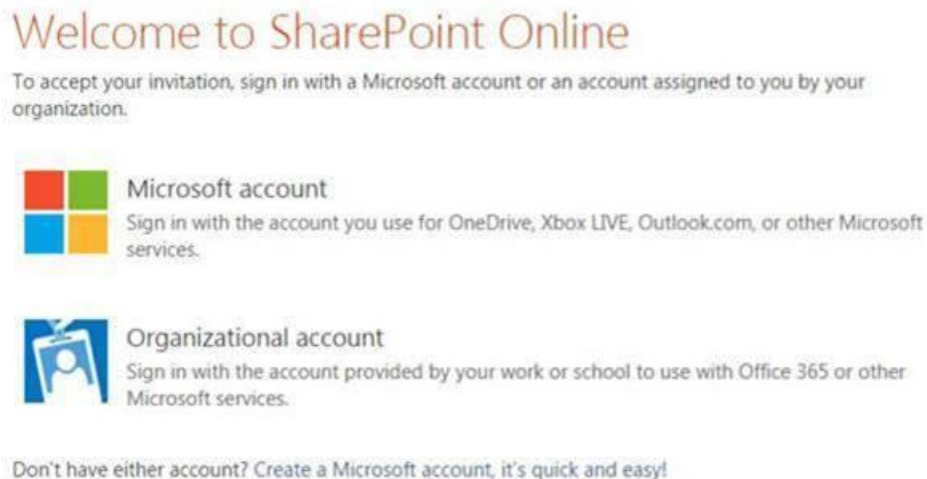 Welcome to SharePoint Online
To accept your invitation, sign in with a Microsoft account or an account assigned to you by your
organization.
Microsoft account
Sign in with the account you use for OneDrive, Xbox LIVE, Outlook.com, or other Microsoft
services.
Organizational account
Sign in with the account provided by your work or school to use with Office 365 or other
Microsoft services.
Don't have either account? Create a Microsoft account, it's quick and easy!